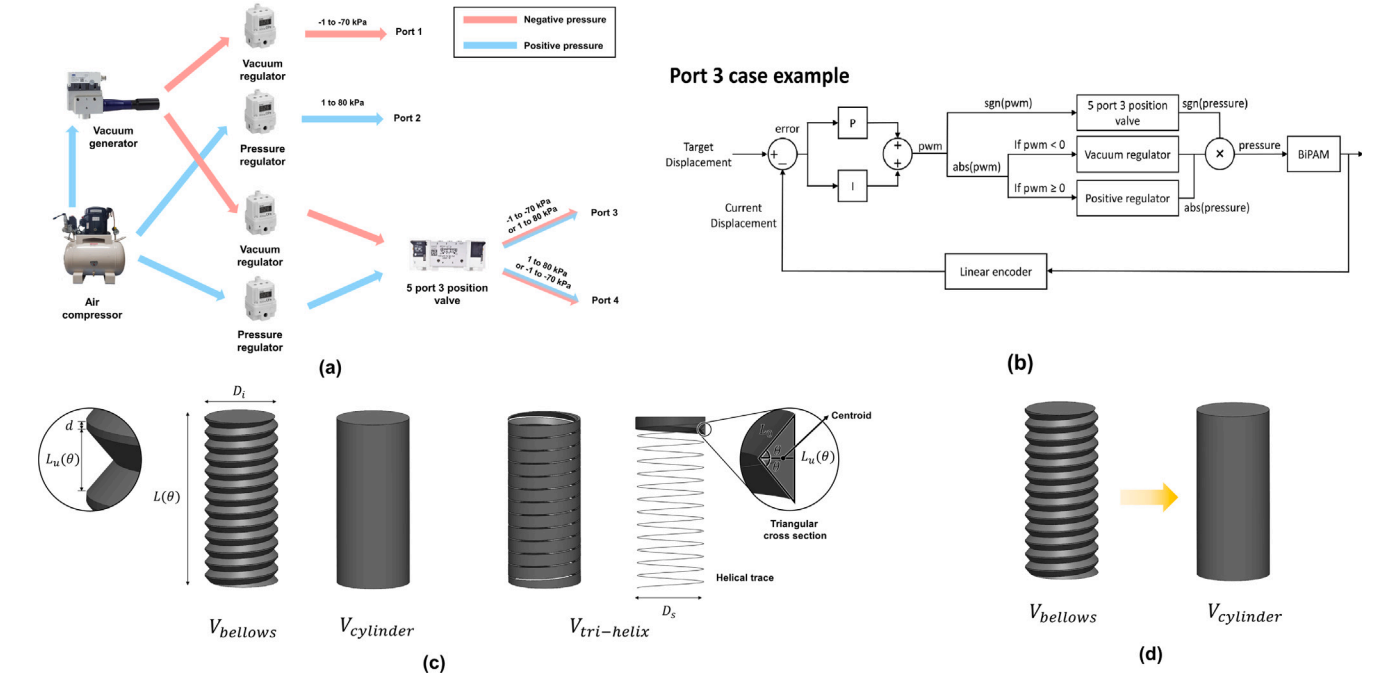 -1 to -70 kPa
Port 1
Negative pressure
Positive pressure
Vacuum
regulator
1 to 80 kPa
Port 2
Vacuum
generator
Pressure
regulator
-1 to -70 kPa
or 1 to 80 kPa
Port 3
Vacuum
regulator
1 to 80 kPa
or -1 to -70 kPa
Port 4
5 port 3 position
valve
Air
compressor
Pressure
regulator
(a)
Port 3 case example
Target
Displacement
error
+
−
P
I
+
+
pwm
sgn(pwm)
5 port 3 position
valve
sgn(pressure)
abs(pwm)
If pwm < 0
Vacuum regulator
If pwm ≥ 0
Positive regulator
abs(pressure)
×
pressure
BiPAM
Current
Displacement
Linear encoder
(b)
D_i
d
L_u(θ)
L(θ)
V_bellows
V_cylinder
V_tri−helix
Centroid
L_u(θ)
Triangular
cross section
Helical trace
D_s
(c)
V_bellows
V_cylinder
(d)